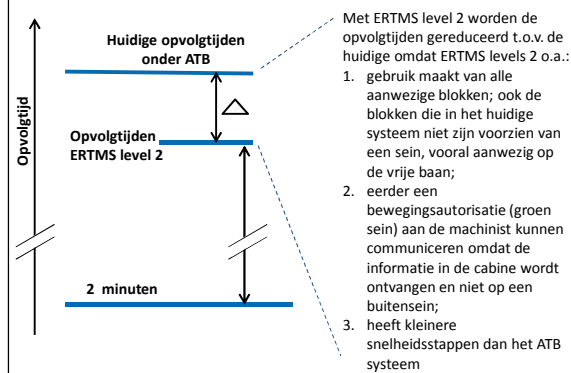 Opvolgtijd
Huidige opvolgtijden
onder ATB
Opvolgtijden
ERTMS level 2
2 minuten
Met ERTMS level 2 worden de
opvolgtijden gereduceerd t.o.v. de
huidige omdat ERTMS levels 2 o.a.:
1. gebruik maakt van alle
aanwezige blokken; ook de
blokken die in het huidige
systeem niet zijn voorzien van
een sein, vooral aanwezig op
de vrije baan;
2. eerder een
bewegingsautorisatie (groen
sein) aan de machinist kunnen
communiceren omdat de
informatie in de cabine wordt
ontvangen en niet op een
buitensein;
3. heeft kleinere
snelheidsstappen dan het ATB
systeem